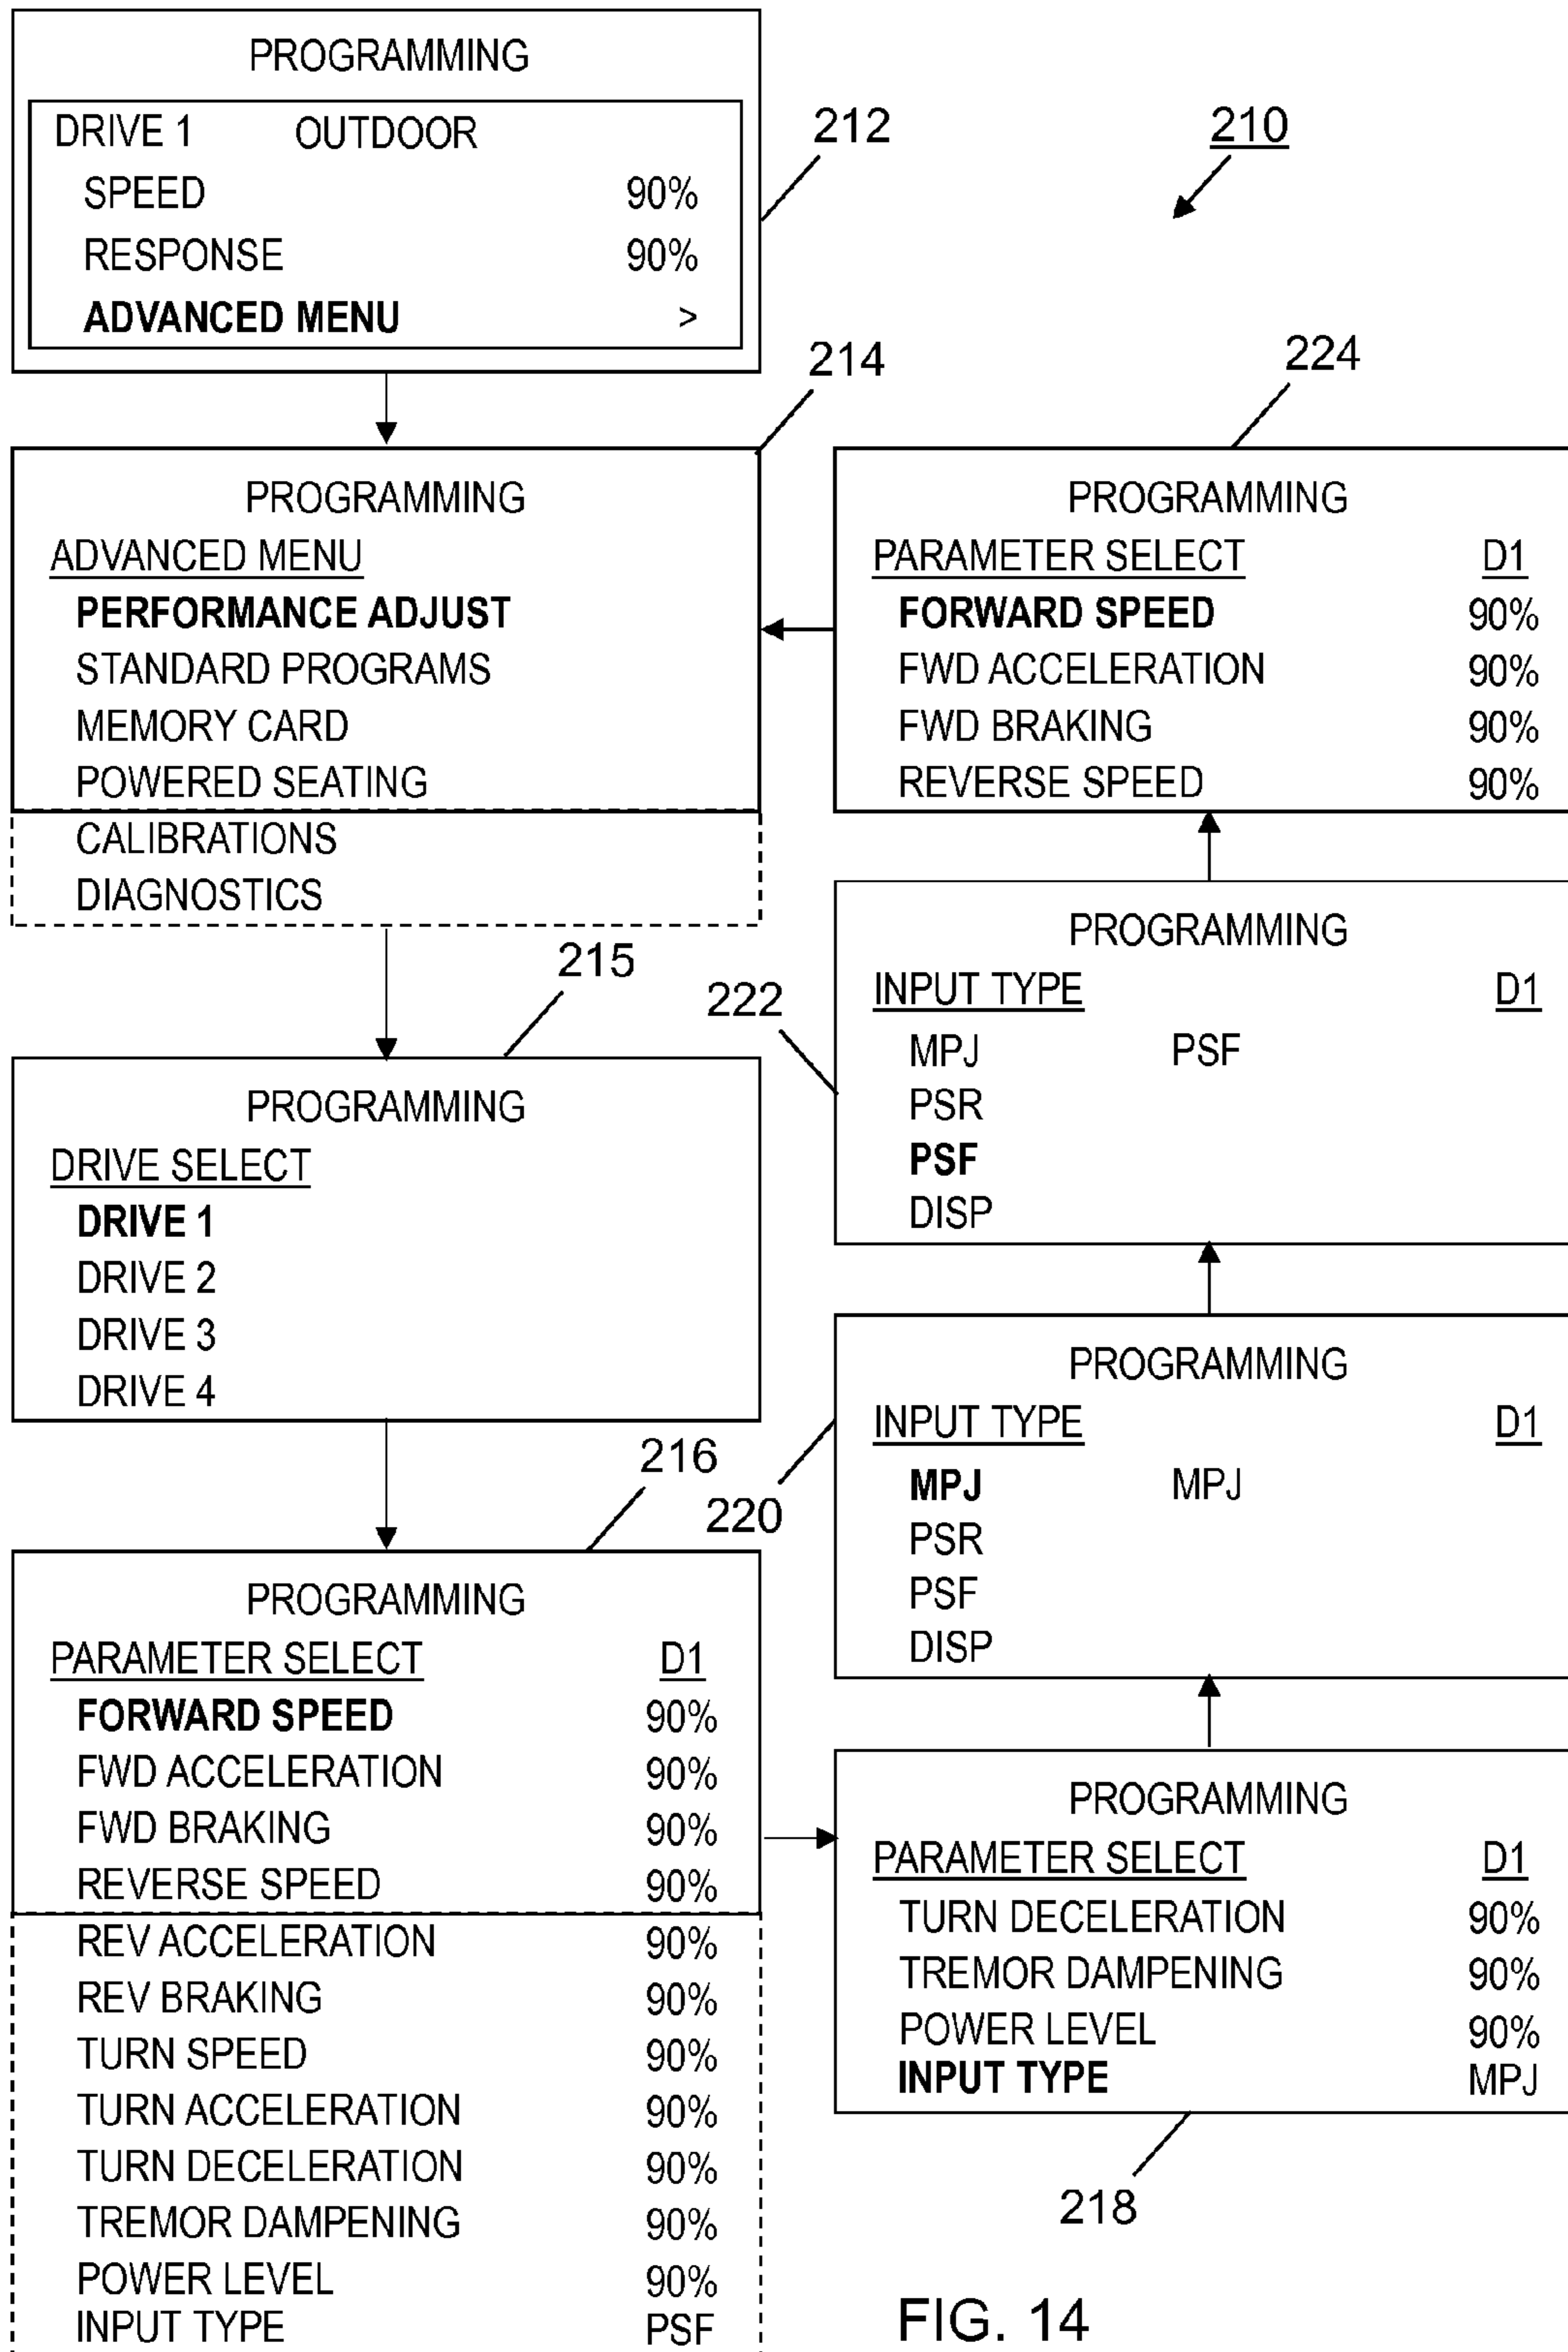 PROGRAMMING
DRIVE 1 OUTDOOR
SPEED 90%
RESPONSE 90%
ADVANCED MENU >
212
210
214
PROGRAMMING
ADVANCED MENU
PERFORMANCE ADJUST
STANDARD PROGRAMS
MEMORY CARD
POWERED SEATING
CALIBRATIONS
DIAGNOSTICS
215
PROGRAMMING
DRIVE SELECT
DRIVE 1
DRIVE 2
DRIVE 3
DRIVE 4
216
PROGRAMMING
PARAMETER SELECT D1
FORWARD SPEED 90%
FWD ACCELERATION 90%
FWD BRAKING 90%
REVERSE SPEED 90%
REV ACCELERATION 90%
REV BRAKING 90%
TURN SPEED 90%
TURN ACCELERATION 90%
TURN DECELERATION 90%
TREMOR DAMPENING 90%
POWER LEVEL 90%
INPUT TYPE PSF
224
PROGRAMMING
PARAMETER SELECT D1
FORWARD SPEED 90%
FWD ACCELERATION 90%
FWD BRAKING 90%
REVERSE SPEED 90%
222
PROGRAMMING
INPUT TYPE D1
MPJ PSF
PSR
PSF
DISP
220
PROGRAMMING
INPUT TYPE D1
MPJ MPJ
PSR
PSF
DISP
PROGRAMMING
PARAMETER SELECT D1
TURN DECELERATION 90%
TREMOR DAMPENING 90%
POWER LEVEL 90%
INPUT TYPE MPJ
218
FIG. 14